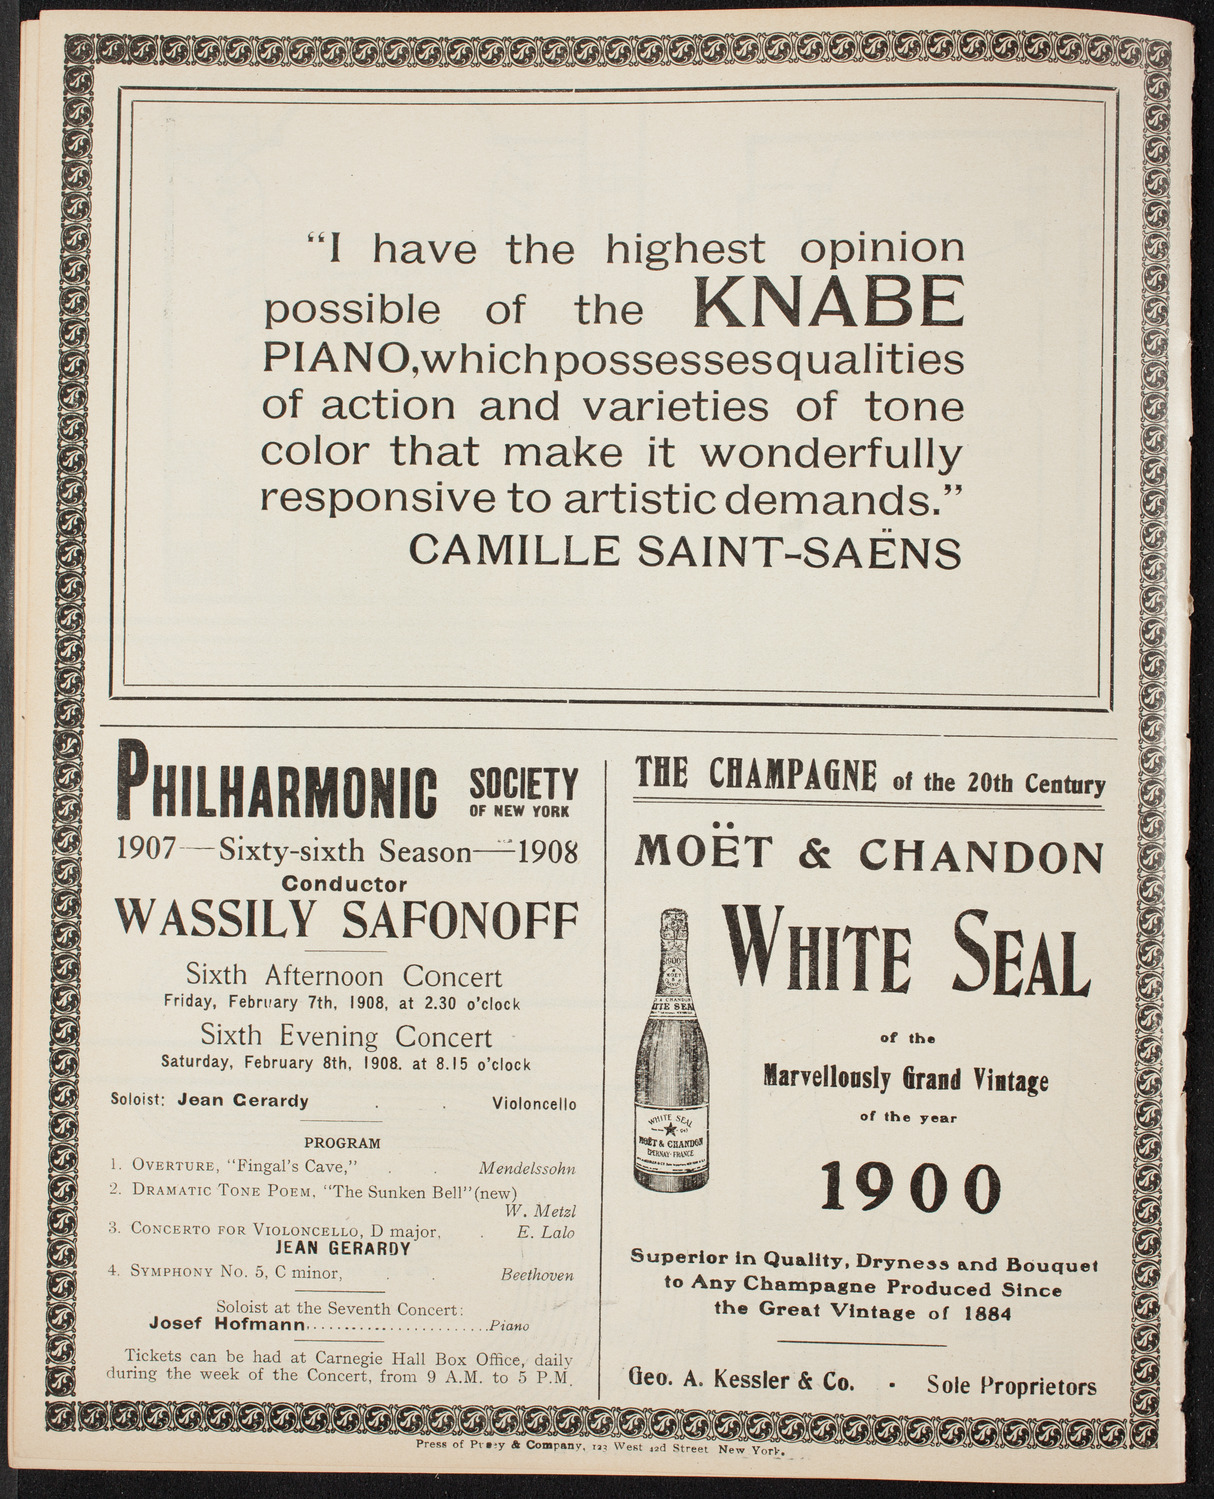 “I have the highest opinion
possible of the KNABE
PIANO, which possesses qualities
of action and varieties of tone
color that make it wonderfully
responsive to artistic demands.”
CAMILLE SAINT-SAËNS
PHILHARMONIC SOCIETY OF NEW YORK
1907—Sixty-sixth Season—1908
Conductor
WASSILY SAFONOFF
Sixth Afternoon Concert
Friday, February 7th, 1908, at 2.30 o'clock
Sixth Evening Concert
Saturday, February 8th, 1908. at 8.15 o'clock
Soloist: Jean Gerardy . . Violoncello
PROGRAM
1. OVERTURE, “Fingal's Cave,” . . Mendelssohn
2. DRAMATIC TONE POEM, “The Sunken Bell” (new)
W. Metzl
3. CONCERTO FOR VIOLONCELLO, D major, . E. Lalo
JEAN GERARDY
4. SYMPHONY NO. 5, C minor, . . Beethoven
Soloist at the Seventh Concert:
Josef Hofmann........................Piano
Tickets can be had at Carnegie Hall Box Office, daily
during the week of the Concert, from 9 A.M. to 5 P.M.
THE CHAMPAGNE of the 20th Century
MOËT & CHANDON
WHITE SEAL
of the
Marvellously Grand Vintage
of the year
1900
WHITE SEAL
MOËT & CHANDON
EPERNAY-FRANCE
Superior in Quality, Dryness and Bouquet
to Any Champagne Produced Since
the Great Vintage of 1884
Geo. A. Kessler & Co. · Sole Proprietors
Press of & Company, 123 West 42d Street New York.